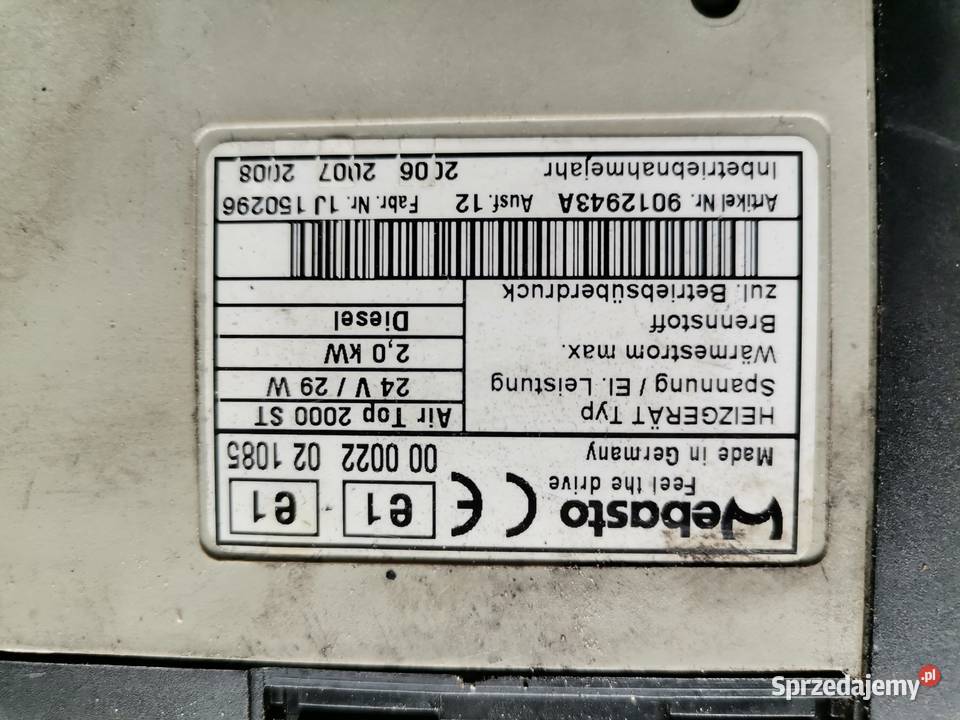 Webasto
Feel the drive
Made in Germany
e1 e1
00 0022 02 1085
HEIZGERÄT Typ Air Top 2000 ST
Spannung / El. Leistung 24 V / 29 W
Wärmestrom max. 2,0 kW
Brennstoff Diesel
zul. Betriebsüberdruck
Artikel Nr. 9012943A Ausf. 12 Fabr. Nr. 1J150296
Inbetriebnahmejahr 2006 2007 2008
Sprzedajemy.pl